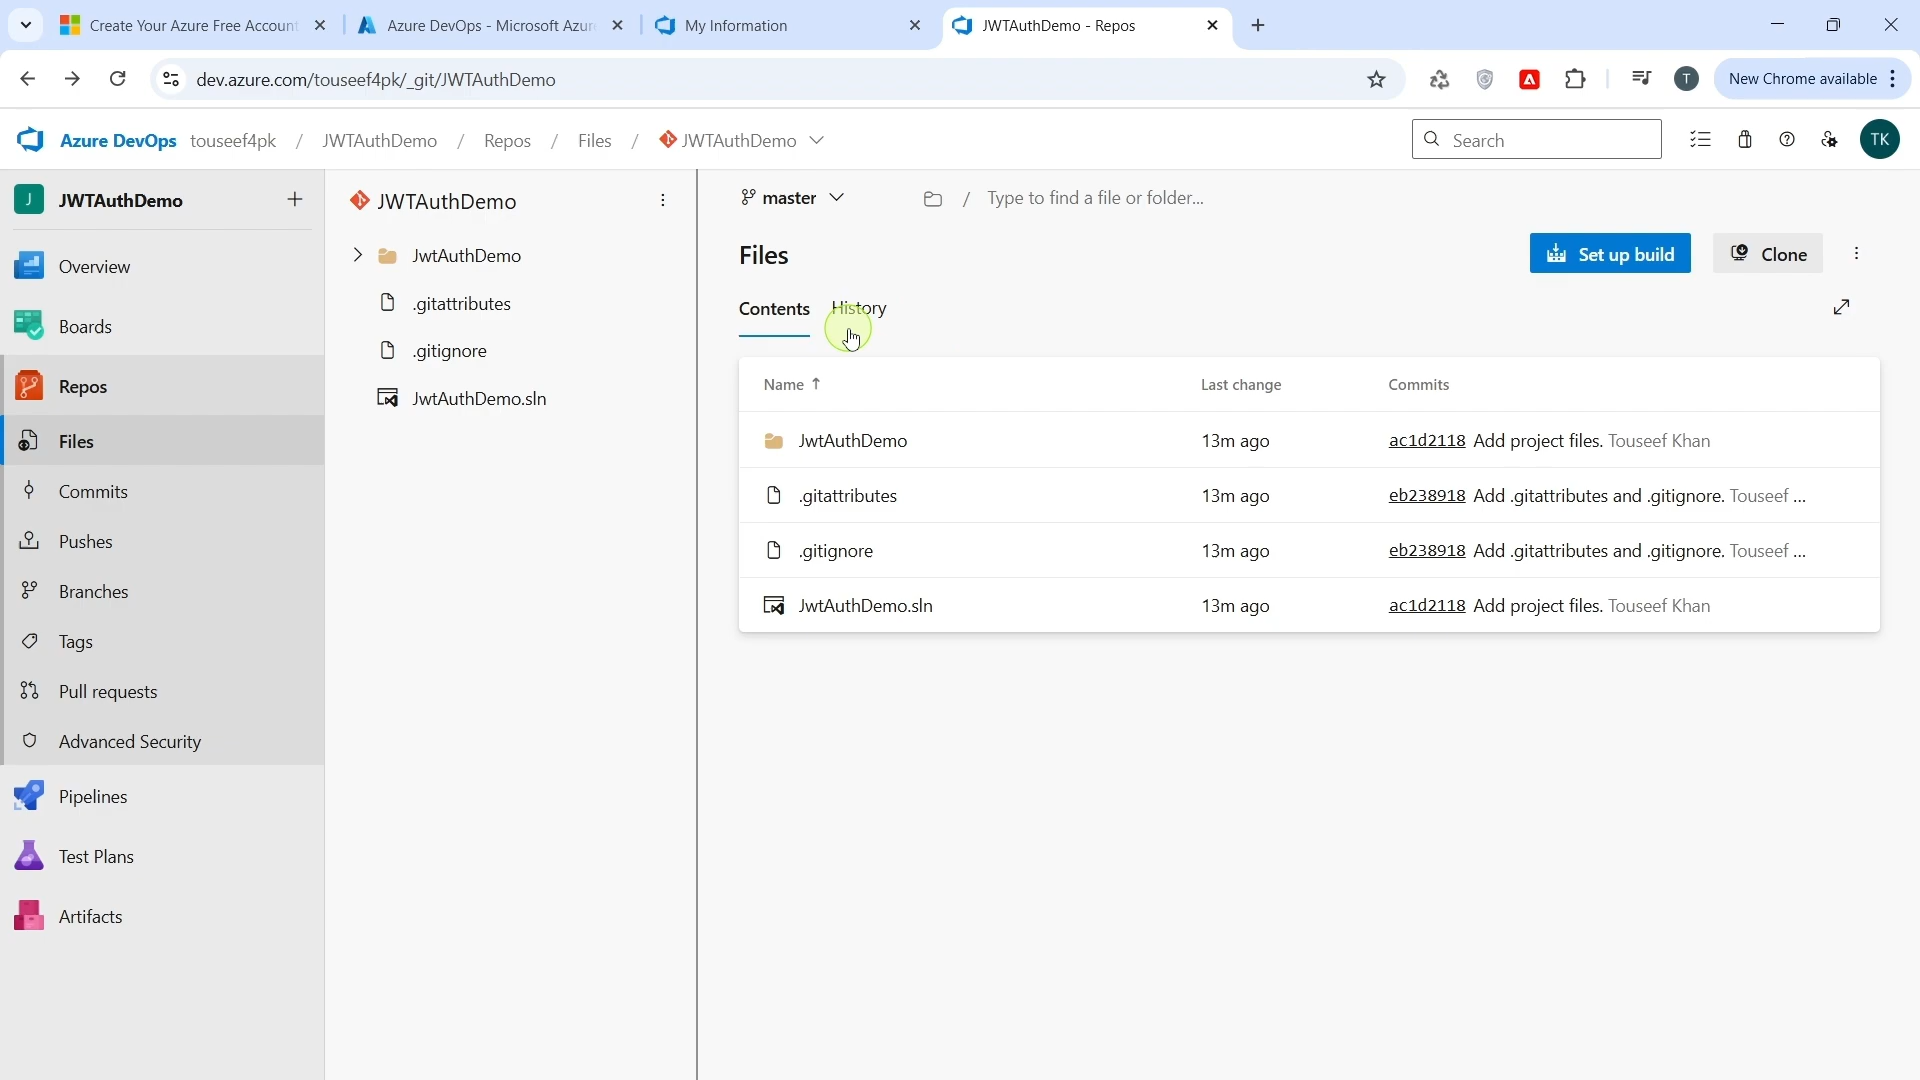 Create Your Azure Free Account
Azure DevOps - Microsoft Azur
My Information
JWTAuthDemo - Repos
dev.azure.com/touseef4pk/_git/JWTAuthDemo
T
New Chrome available
Azure DevOps touseef4pk / JWTAuthDemo / Repos / Files / JWTAuthDemo
Search
TK
J JWTAuthDemo
Overview
Boards
Repos
Files
Commits
Pushes
Branches
Tags
Pull requests
Advanced Security
Pipelines
Test Plans
Artifacts
JWTAuthDemo
JwtAuthDemo
.gitattributes
.gitignore
JwtAuthDemo.sln
master / Type to find a file or folder...
Files
Set up build
Clone
Contents History
Name Last change Commits
JwtAuthDemo 13m ago ac1d2118 Add project files. Touseef Khan
.gitattributes 13m ago eb238918 Add .gitattributes and .gitignore. Touseef ...
.gitignore 13m ago eb238918 Add .gitattributes and .gitignore. Touseef ...
JwtAuthDemo.sln 13m ago ac1d2118 Add project files. Touseef Khan